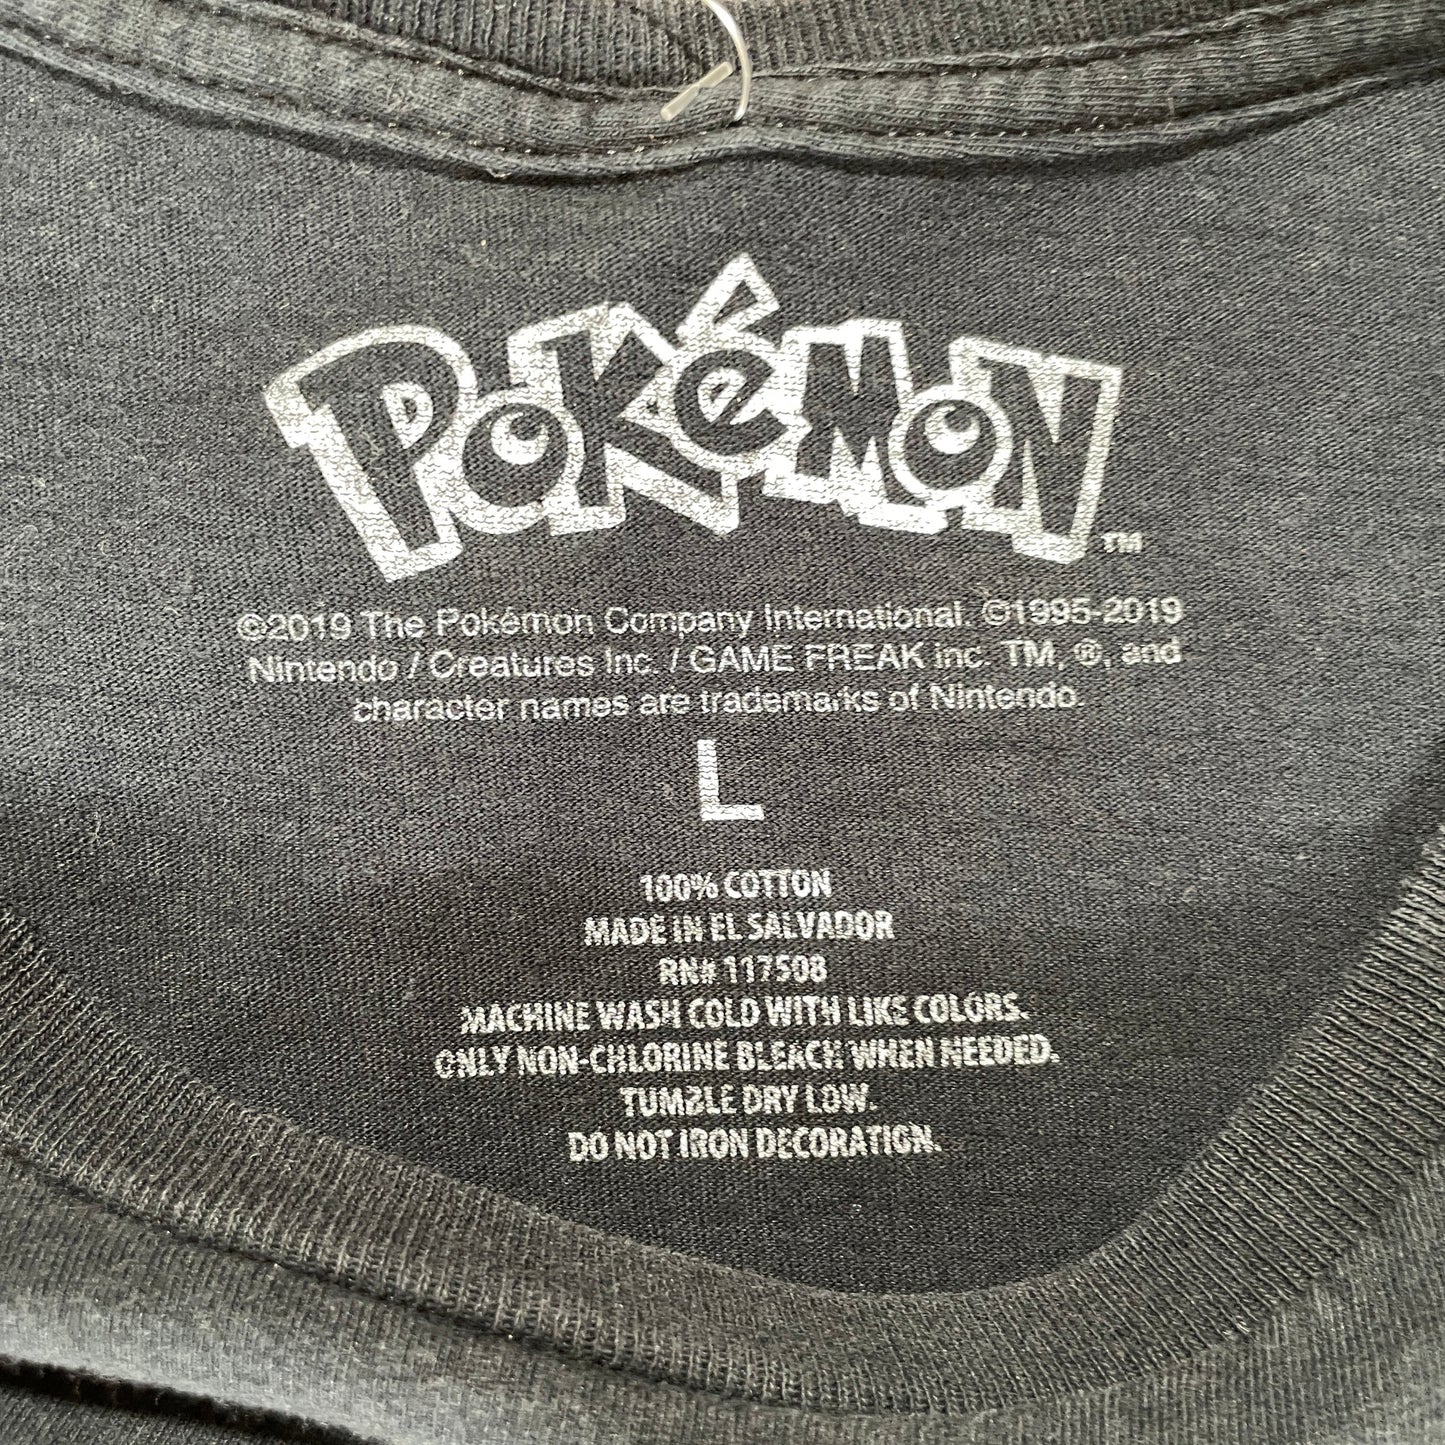 POKéMON™
©2019 The Pokémon Company International. ©1995-2019
Nintendo / Creatures Inc. / GAME FREAK inc. TM, ®, and
character names are trademarks of Nintendo.
L
100% COTTON
MADE IN EL SALVADOR
RN# 117508
MACHINE WASH COLD WITH LIKE COLORS.
ONLY NON-CHLORINE BLEACH WHEN NEEDED.
TUMBLE DRY LOW.
DO NOT IRON DECORATION.